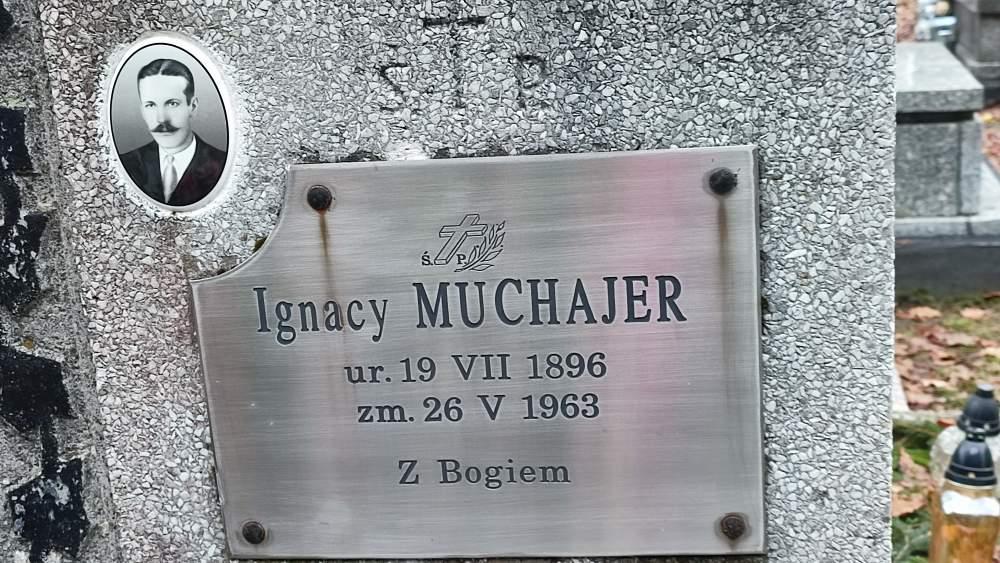 Ś.P.
Ś. P.
Ignacy MUCHAJER
ur. 19 VII 1896
zm. 26 V 1963
Z Bogiem